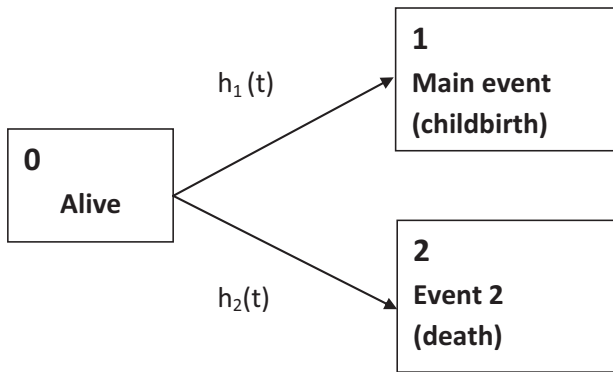 0
Alive
h₁ (t)
h₂(t)
1
Main event
(childbirth)
2
Event 2
(death)